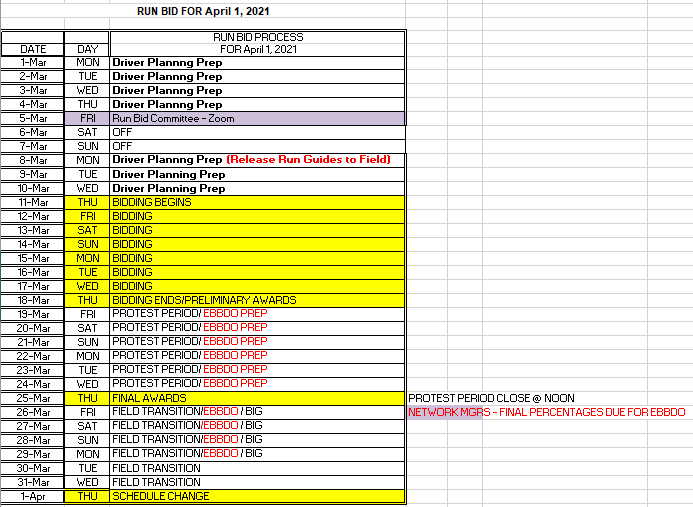 RUN BID FOR April 1, 2021
RUN BID PROCESS
DATE DAY FOR April 1, 2021
1-Mar MON Driver Plannng Prep
2-Mar TUE Driver Plannng Prep
3-Mar WED Driver Plannng Prep
4-Mar THU Driver Plannng Prep
5-Mar FRI Run Bid Committee - Zoom
6-Mar SAT OFF
7-Mar SUN OFF
8-Mar MON Driver Plannng Prep (Release Run Guides to Field)
9-Mar TUE Driver Planning Prep
10-Mar WED Driver Planning Prep
11-Mar THU BIDDING BEGINS
12-Mar FRI BIDDING
13-Mar SAT BIDDING
14-Mar SUN BIDDING
15-Mar MON BIDDING
16-Mar TUE BIDDING
17-Mar WED BIDDING
18-Mar THU BIDDING ENDS/PRELIMINARY AWARDS
19-Mar FRI PROTEST PERIOD/ EBBDO PREP
20-Mar SAT PROTEST PERIOD/ EBBDO PREP
21-Mar SUN PROTEST PERIOD/ EBBDO PREP
22-Mar MON PROTEST PERIOD/ EBBDO PREP
23-Mar TUE PROTEST PERIOD/ EBBDO PREP
24-Mar WED PROTEST PERIOD/ EBBDO PREP
25-Mar THU FINAL AWARDS PROTEST PERIOD CLOSE @ NOON
26-Mar FRI FIELD TRANSITION/EBBDO / BIG NETWORK MGRS - FINAL PERCENTAGES DUE FOR EBBDO
27-Mar SAT FIELD TRANSITION/EBBDO / BIG
28-Mar SUN FIELD TRANSITION/EBBDO / BIG
29-Mar MON FIELD TRANSITION/EBBDO / BIG
30-Mar TUE FIELD TRANSITION
31-Mar WED FIELD TRANSITION
1-Apr THU SCHEDULE CHANGE